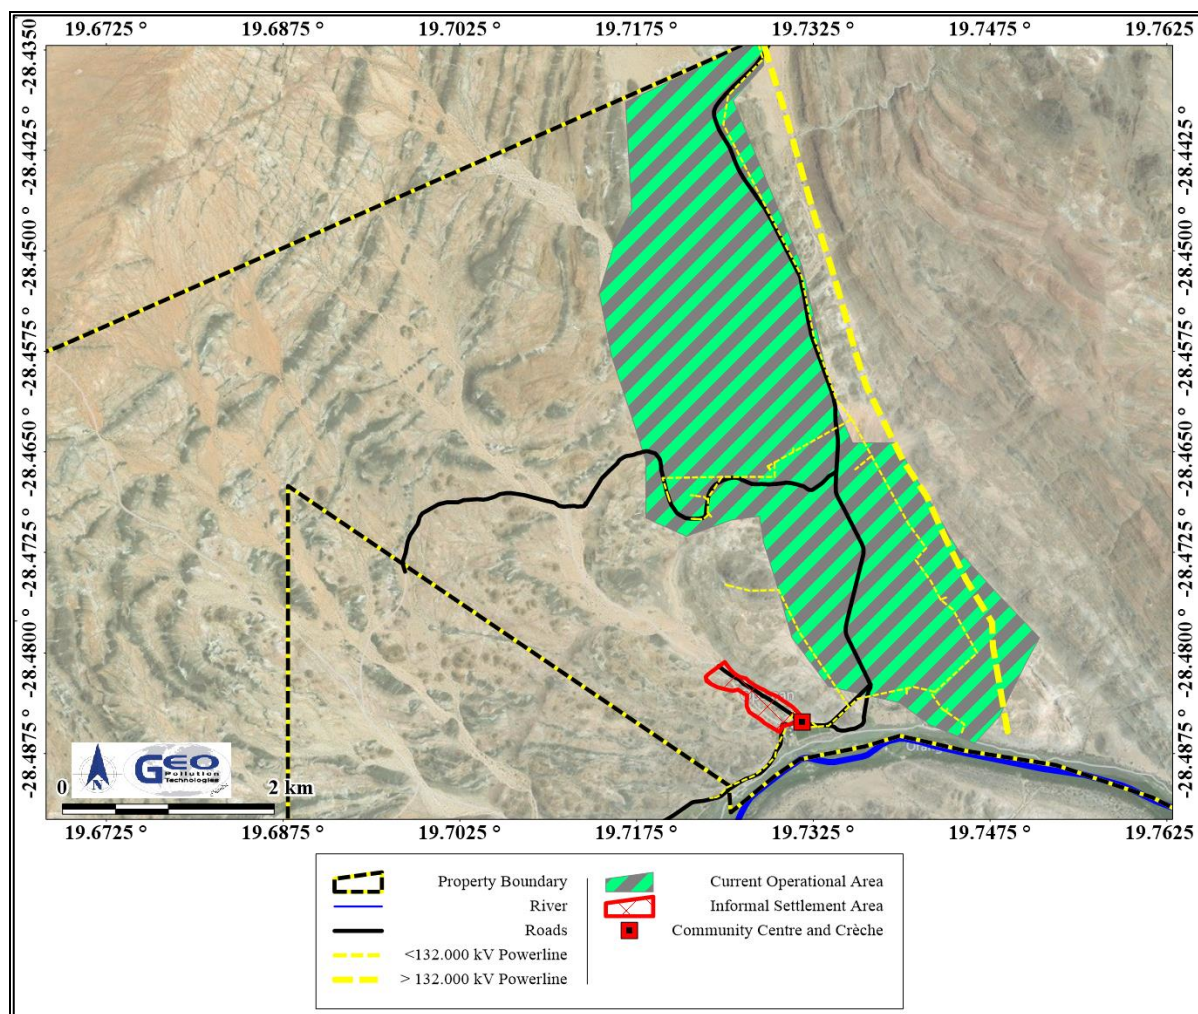 19.6725 ° 19.6875 ° 19.7025 ° 19.7175 ° 19.7325 ° 19.7475 ° 19.7625 °
-28.4350 -28.4350
-28.4425 ° -28.4425 °
-28.4500 ° -28.4500 °
-28.4575 ° -28.4575 °
-28.4650 ° -28.4650 °
-28.4725 ° -28.4725 °
-28.4800 ° -28.4800 °
-28.4875 ° -28.4875 °
N
GEO
Pollution
Technologies
0 2 km
19.6725 ° 19.6875 ° 19.7025 ° 19.7175 ° 19.7325 ° 19.7475 ° 19.7625 °
Property Boundary
River
Roads
<132.000 kV Powerline
> 132.000 kV Powerline
Current Operational Area
Informal Settlement Area
Community Centre and Crèche